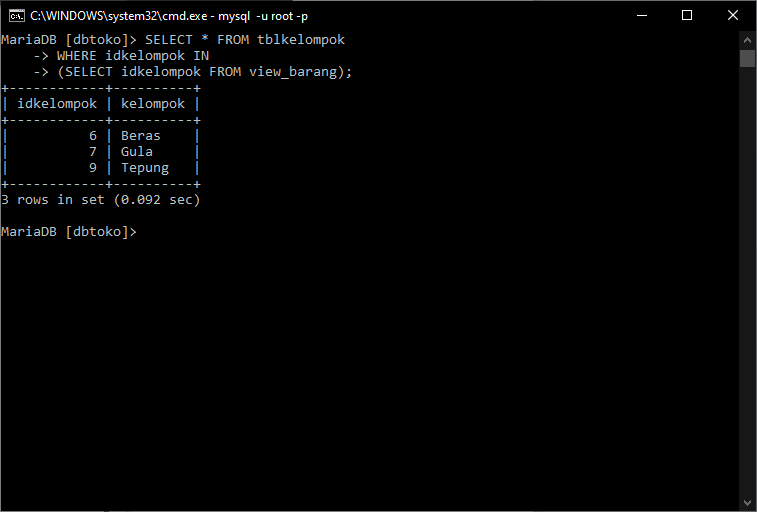 C:\WINDOWS\system32\cmd.exe - mysql  -u root -p
MariaDB [dbtoko]> SELECT * FROM tblkelompok
    -> WHERE idkelompok IN
    -> (SELECT idkelompok FROM view_barang);
+------------+----------+
| idkelompok | kelompok |
+------------+----------+
|          6 | Beras    |
|          7 | Gula     |
|          9 | Tepung   |
+------------+----------+
3 rows in set (0.092 sec)
MariaDB [dbtoko]>